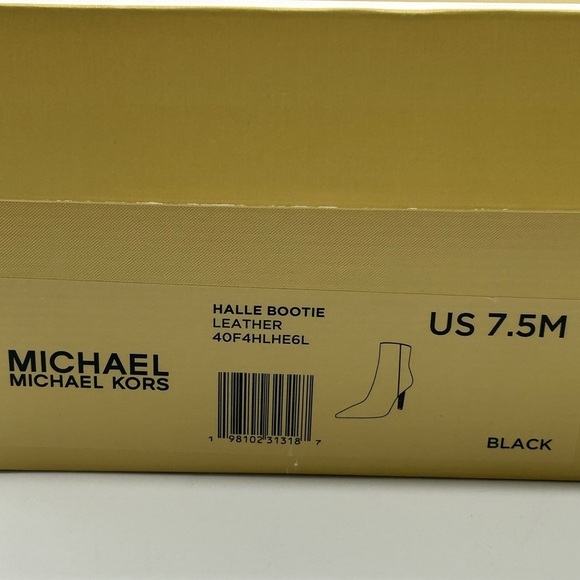 MICHAEL
MICHAEL KORS
HALLE BOOTIE
LEATHER
40F4HLHE6L
1 98102 31318 7
US 7.5M
BLACK